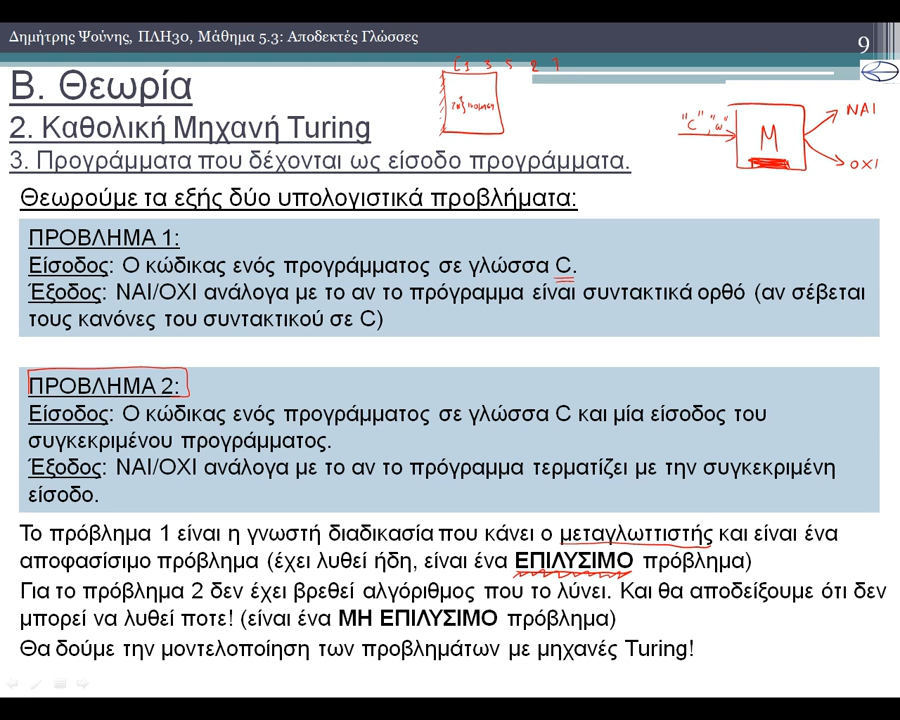 Δημήτρης Ψούνης, ΠΛΗ30, Μάθημα 5.3: Αποδεκτές Γλώσσες
9
Β. Θεωρία
[1 3 5 2 7
2. Καθολική Μηχανή Turing
"C", "ω"
M
ΝΑΙ
ΟΧΙ
3. Προγράμματα που δέχονται ως είσοδο προγράμματα.
Θεωρούμε τα εξής δύο υπολογιστικά προβλήματα:
ΠΡΟΒΛΗΜΑ 1:
Είσοδος: Ο κώδικας ενός προγράμματος σε γλώσσα C.
Έξοδος: ΝΑΙ/ΟΧΙ ανάλογα με το αν το πρόγραμμα είναι συντακτικά ορθό (αν σέβεται
τους κανόνες του συντακτικού σε C)
ΠΡΟΒΛΗΜΑ 2:
Είσοδος: Ο κώδικας ενός προγράμματος σε γλώσσα C και μία είσοδος του
συγκεκριμένου προγράμματος.
Έξοδος: ΝΑΙ/ΟΧΙ ανάλογα με το αν το πρόγραμμα τερματίζει με την συγκεκριμένη
είσοδο.
Το πρόβλημα 1 είναι η γνωστή διαδικασία που κάνει ο μεταγλωττιστής και είναι ένα
αποφασίσιμο πρόβλημα (έχει λυθεί ήδη, είναι ένα ΕΠΙΛΥΣΙΜΟ πρόβλημα)
Για το πρόβλημα 2 δεν έχει βρεθεί αλγόριθμος που το λύνει. Και θα αποδείξουμε ότι δεν
μπορεί να λυθεί ποτε! (είναι ένα ΜΗ ΕΠΙΛΥΣΙΜΟ πρόβλημα)
Θα δούμε την μοντελοποίηση των προβλημάτων με μηχανές Turing!